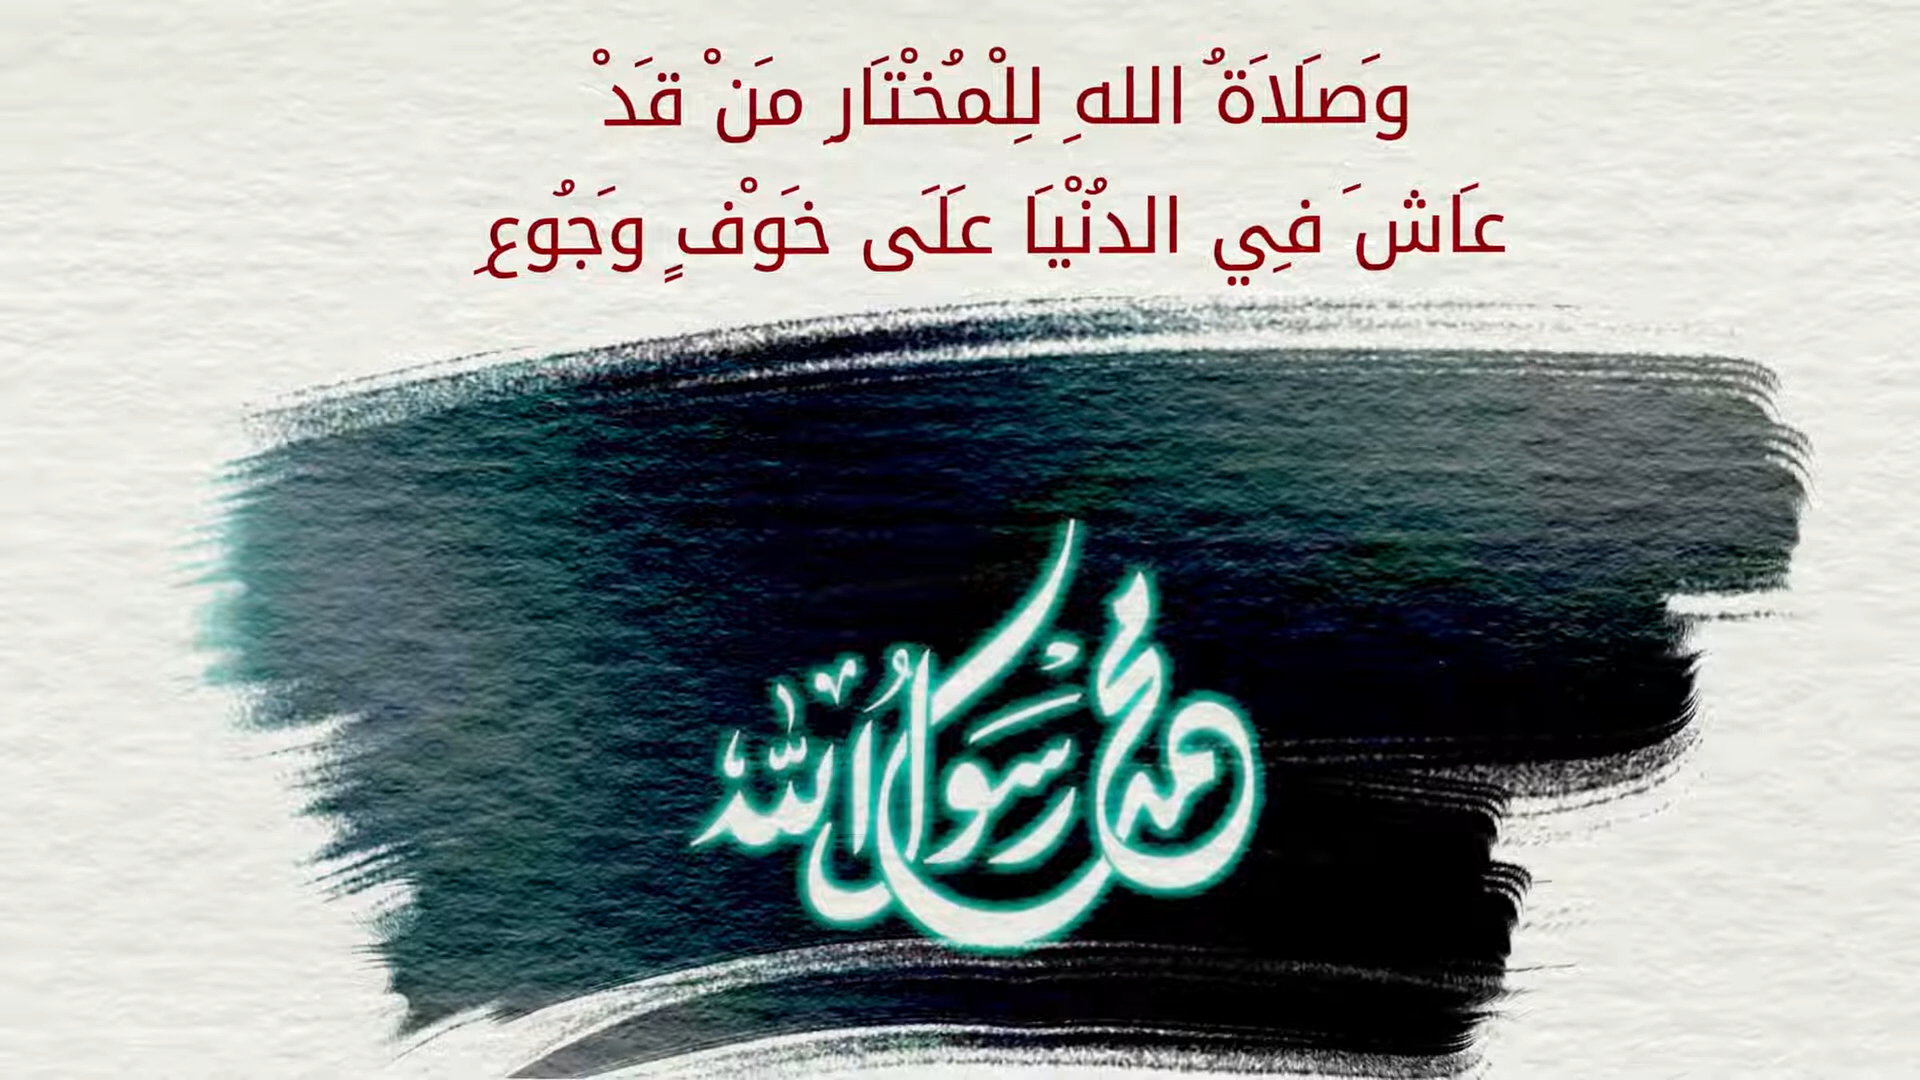 وَصَلَاةُ اللهِ لِلْمُخْتَارِ مَنْ قَدْ
عَاشَ فِي الدُنْيَا عَلَى خَوْفٍ وَجُوعِ
محمد رسول الله